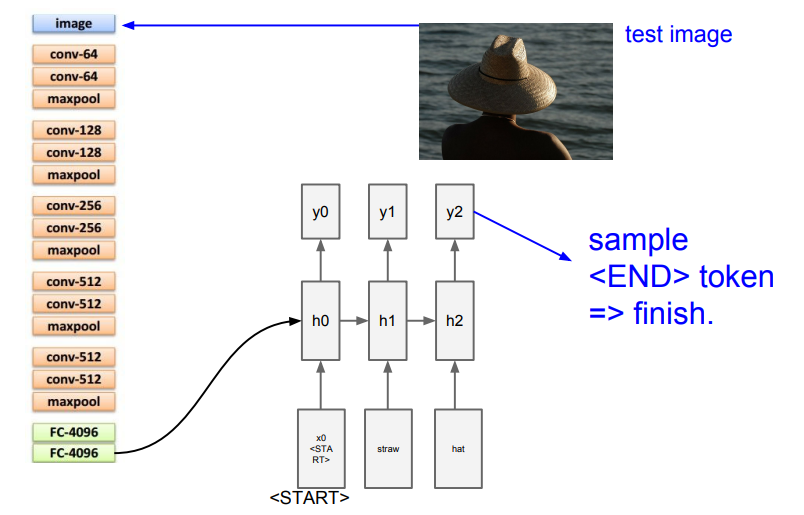 image
conv-64
conv-64
maxpool
conv-128
conv-128
maxpool
conv-256
conv-256
maxpool
conv-512
conv-512
maxpool
conv-512
conv-512
maxpool
FC-4096
FC-4096
test image
y0
y1
y2
sample
<END> token
=> finish.
h0
h1
h2
x0
<STA
RT>
straw
hat
<START>